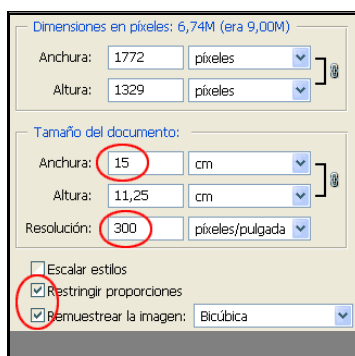 Dimensiones en píxeles: 6,74M (era 9,00M)
Anchura: 1772 píxeles
Altura: 1329 píxeles
Tamaño del documento:
Anchura: 15 cm
Altura: 11,25 cm
Resolución: 300 píxeles/pulgada
Escalar estilos
Restringir proporciones
Remuestrear la imagen: Bicúbica